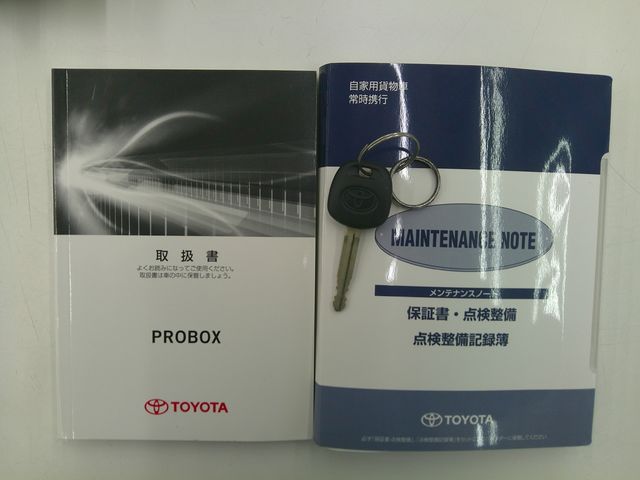 取扱書
よくお読みになってご使用ください。
取扱書は車の中に保管しましょう。
PROBOX
TOYOTA
自家用貨物車
常時携行
MAINTENANCE NOTE
メンテナンスノート
保証書・点検整備
点検整備記録簿
TOYOTA